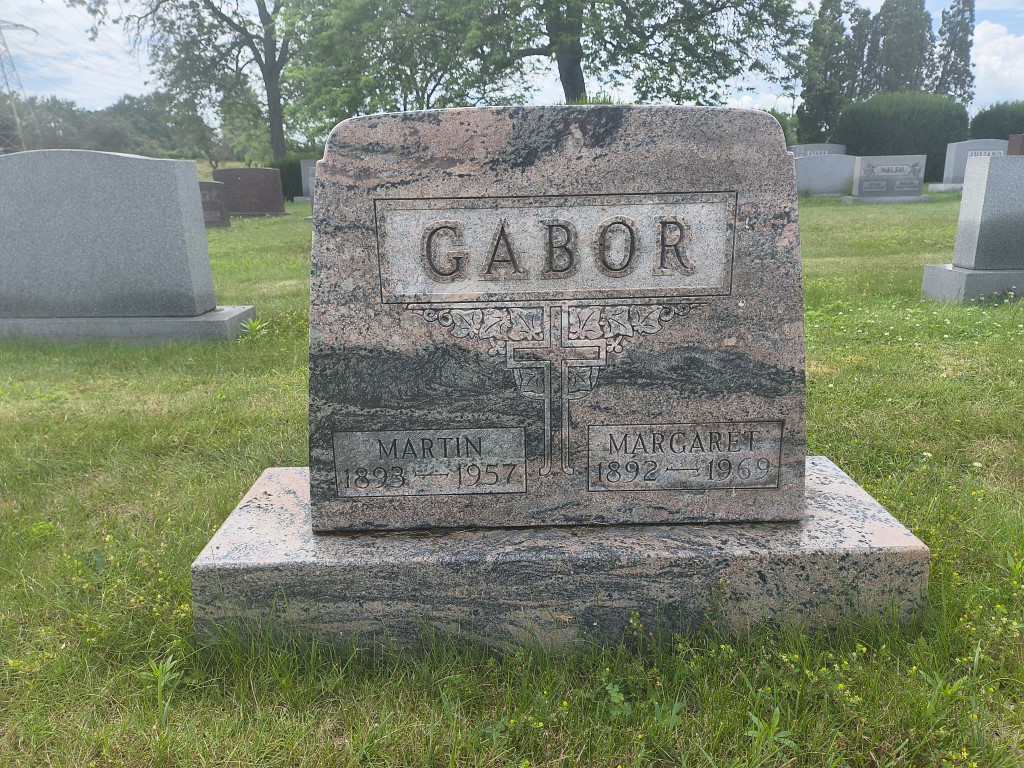 GABOR
MARTIN
1893 — 1957
MARGARET
1892 — 1969
WALSH